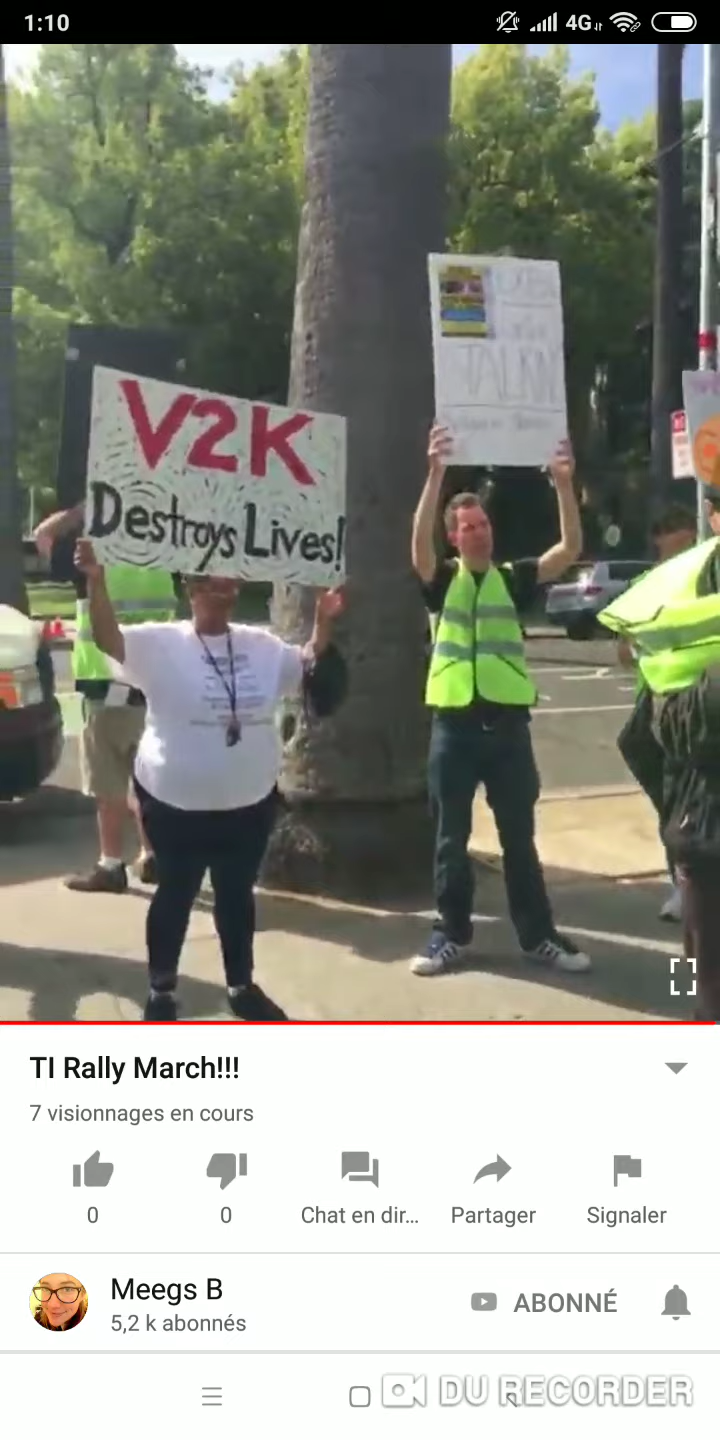 1:10
4G
V2K
Destroys Lives!
TI Rally March!!!
7 visionnages en cours
0
0
Chat en dir...
Partager
Signaler
Meegs B
5,2 k abonnés
ABONNÉ
DU RECORDER